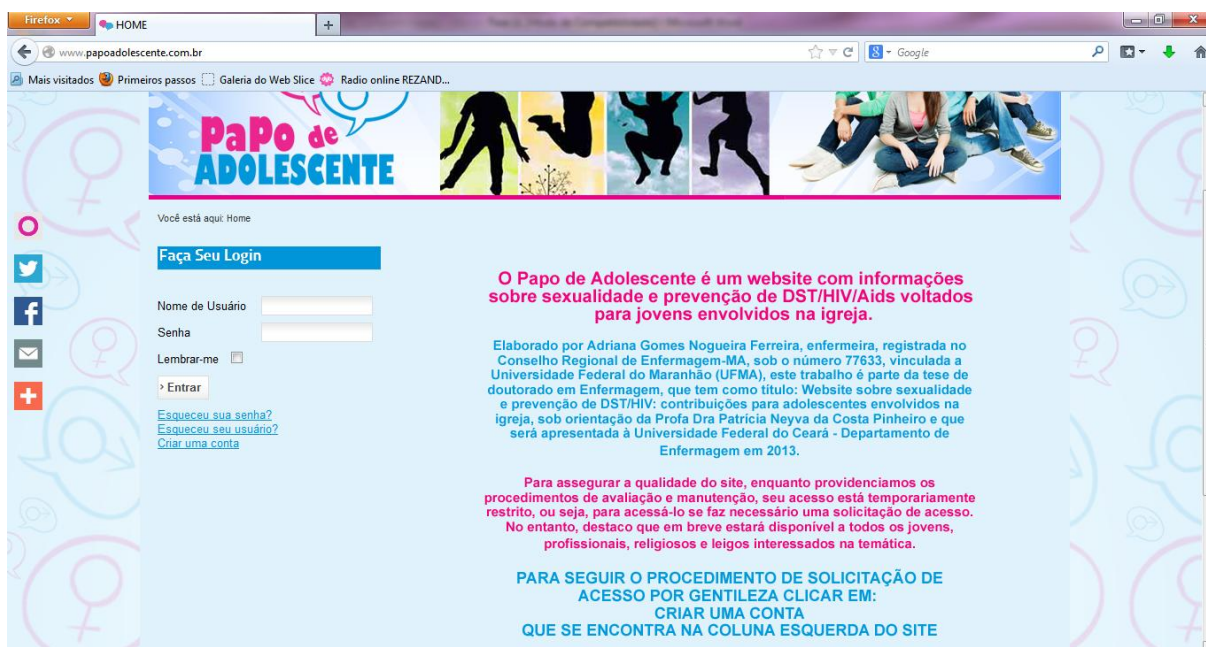 Firefox
HOME
www.papoadolescente.com.br
Google
Mais visitados Primeiros passos Galeria do Web Slice Radio online REZAND...
PaPo de
ADOLESCENTE
Você está aqui: Home
Faça Seu Login
Nome de Usuário
Senha
Lembrar-me
Entrar
Esqueceu sua senha?
Esqueceu seu usuário?
Criar uma conta
O Papo de Adolescente é um website com informações
sobre sexualidade e prevenção de DST/HIV/Aids voltados
para jovens envolvidos na igreja.
Elaborado por Adriana Gomes Nogueira Ferreira, enfermeira, registrada no
Conselho Regional de Enfermagem-MA, sob o número 77633, vinculada a
Universidade Federal do Maranhão (UFMA), este trabalho é parte da tese de
doutorado em Enfermagem, que tem como título: Website sobre sexualidade
e prevenção de DST/HIV: contribuições para adolescentes envolvidos na
igreja, sob orientação da Profa Dra Patrícia Neyva da Costa Pinheiro e que
será apresentada à Universidade Federal do Ceará - Departamento de
Enfermagem em 2013.
Para assegurar a qualidade do site, enquanto providenciamos os
procedimentos de avaliação e manutenção, seu acesso está temporariamente
restrito, ou seja, para acessá-lo se faz necessário uma solicitação de acesso.
No entanto, destaco que em breve estará disponível a todos os jovens,
profissionais, religiosos e leigos interessados na temática.
PARA SEGUIR O PROCEDIMENTO DE SOLICITAÇÃO DE
ACESSO POR GENTILEZA CLICAR EM:
CRIAR UMA CONTA
QUE SE ENCONTRA NA COLUNA ESQUERDA DO SITE